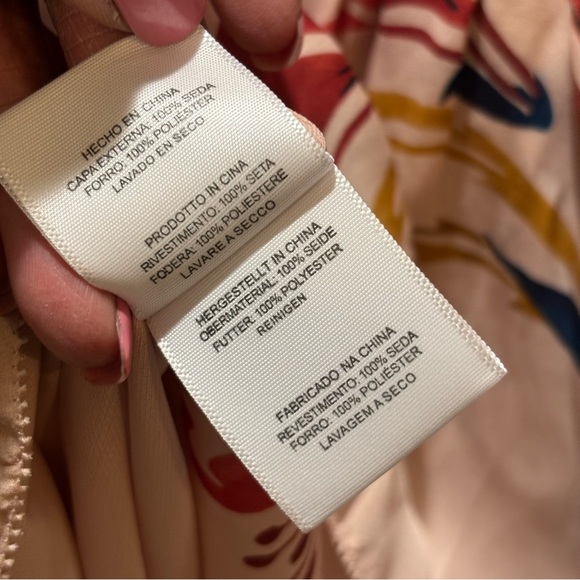 HECHO EN CHINA
CAPA EXTERNA: 100% SEDA
FORRO: 100% POLIÉSTER
LAVADO EN SECO
PRODOTTO IN CINA
RIVESTIMENTO: 100% SETA
FODERA: 100% POLIESTERE
LAVARE A SECCO
HERGESTELLT IN CHINA
OBERMATERIAL: 100% SEIDE
FUTTER: 100% POLYESTER
REINIGEN
FABRICADO NA CHINA
REVESTIMENTO: 100% SEDA
FORRO: 100% POLIÉSTER
LAVAGEM A SECO